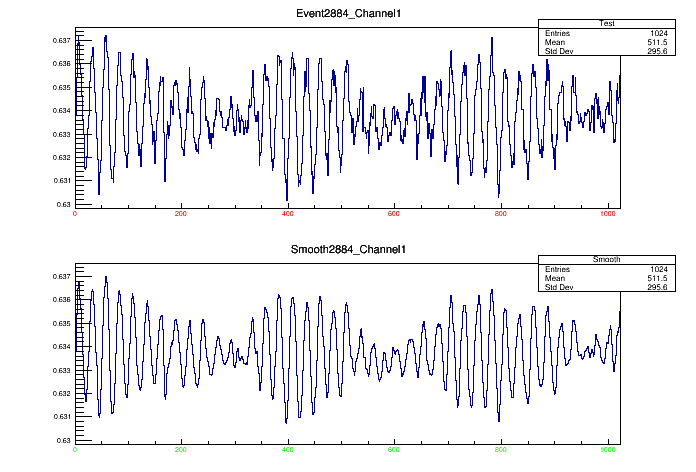 Event2884_Channel1
Test
Entries 1024
Mean 511.5
Std Dev 295.6
0.637
0.636
0.635
0.634
0.633
0.632
0.631
0.63
0 200 400 600 800 1000
Smooth2884_Channel1
Smooth
Entries 1024
Mean 511.5
Std Dev 295.6
0.637
0.636
0.635
0.634
0.633
0.632
0.631
0.63
0 200 400 600 800 1000